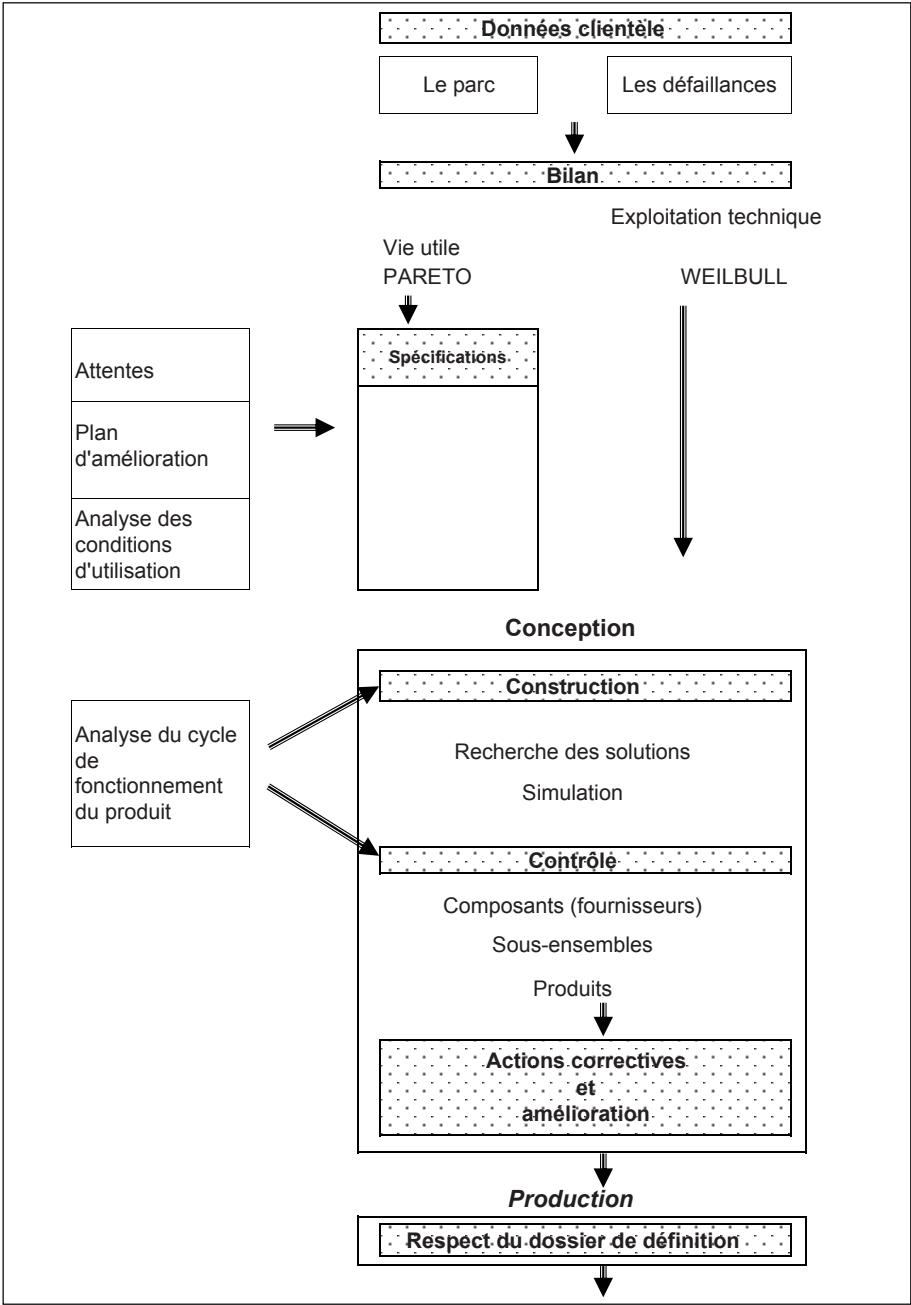 Données clientèle
Le parc
Les défaillances
Bilan
Exploitation technique
Vie utile
PARETO
WEILBULL
Attentes
Plan
d'amélioration
Analyse des
conditions
d'utilisation
Spécifications
Conception
Construction
Analyse du cycle
de
fonctionnement
du produit
Recherche des solutions
Simulation
Contrôle
Composants (fournisseurs)
Sous-ensembles
Produits
Actions correctives
et
amélioration
Production
Respect du dossier de définition